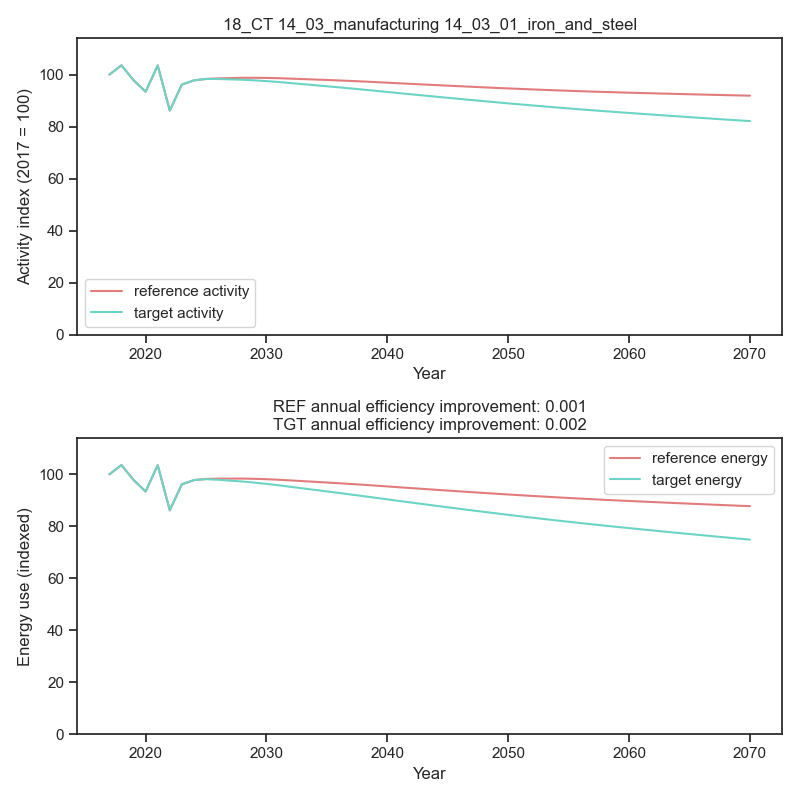 18_CT 14_03_manufacturing 14_03_01_iron_and_steel
Activity index (2017 = 100)
100
80
60
40
20
0
reference activity
target activity
2020 2030 2040 2050 2060 2070
Year
REF annual efficiency improvement: 0.001
TGT annual efficiency improvement: 0.002
Energy use (indexed)
100
80
60
40
20
0
reference energy
target energy
2020 2030 2040 2050 2060 2070
Year